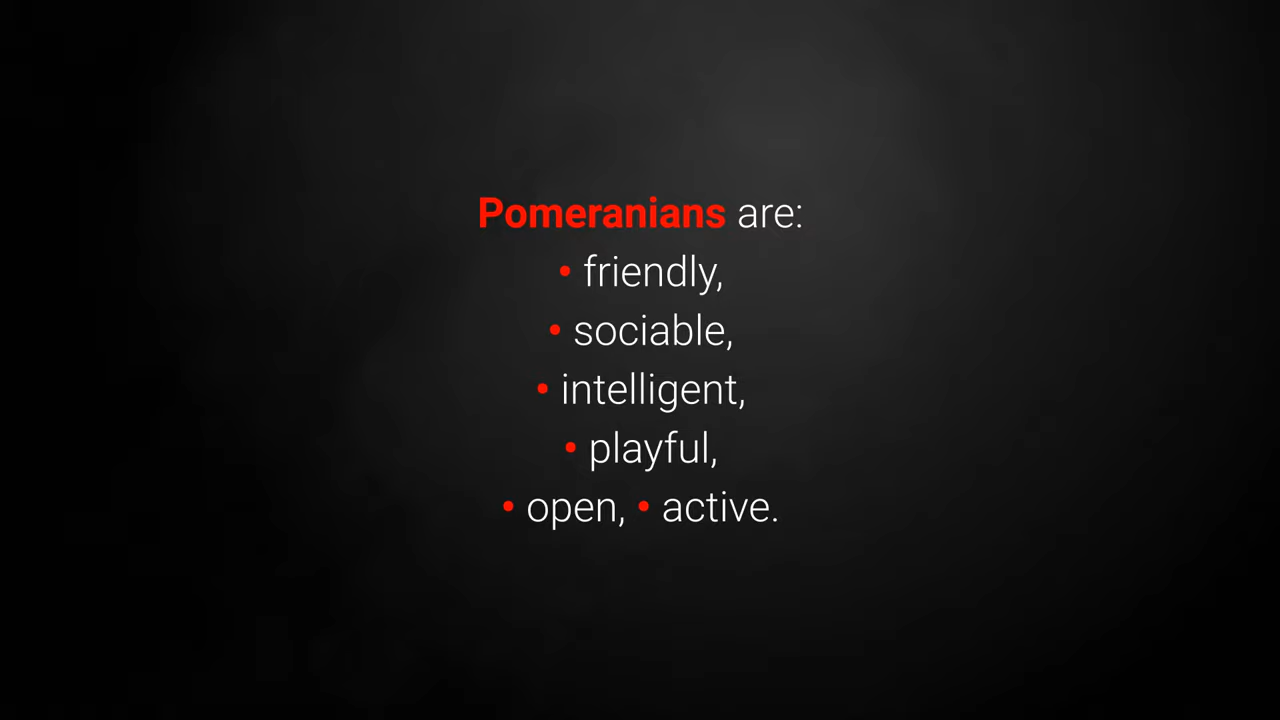 Pomeranians are:
• friendly,
• sociable,
• intelligent,
• playful,
• open, • active.